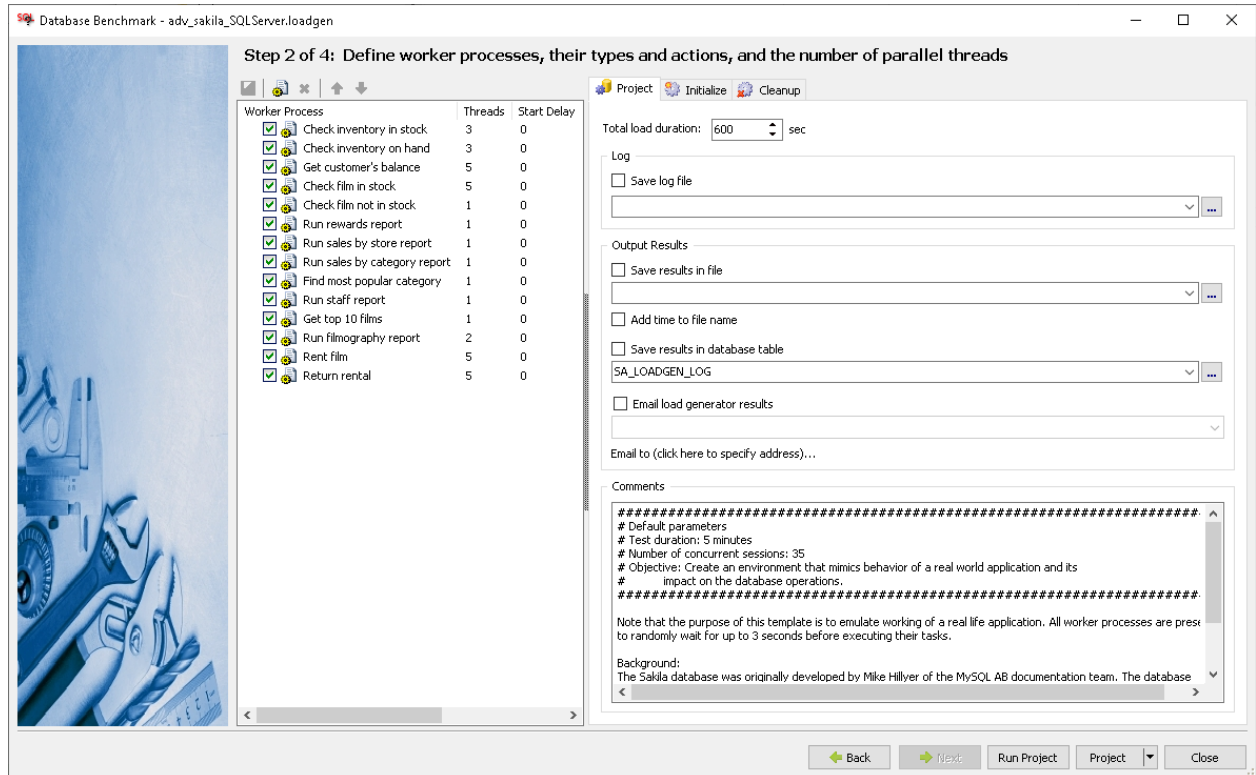 Database Benchmark - adv_sakila_SQLServer.loadgen
Step 2 of 4: Define worker processes, their types and actions, and the number of parallel threads
Worker Process Threads Start Delay
Check inventory in stock 3 0
Check inventory on hand 3 0
Get customer's balance 5 0
Check film in stock 5 0
Check film not in stock 1 0
Run rewards report 1 0
Run sales by store report 1 0
Run sales by category report 1 0
Find most popular category 1 0
Run staff report 1 0
Get top 10 films 1 0
Run filmography report 2 0
Rent film 5 0
Return rental 5 0
Project Initialize Cleanup
Total load duration: 600 sec
Log
Save log file
...
Output Results
Save results in file
...
Add time to file name
Save results in database table
SA_LOADGEN_LOG ...
Email load generator results
Email to (click here to specify address)...
Comments
#####################################################################
# Default parameters
# Test duration: 5 minutes
# Number of concurrent sessions: 35
# Objective: Create an environment that mimics behavior of a real world application and its
# impact on the database operations.
#####################################################################
Note that the purpose of this template is to emulate working of a real life application. All worker processes are prese
to randomly wait for up to 3 seconds before executing their tasks.
Background:
The Sakila database was originally developed by Mike Hillyer of the MySQL AB documentation team. The database
Back Next Run Project Project Close